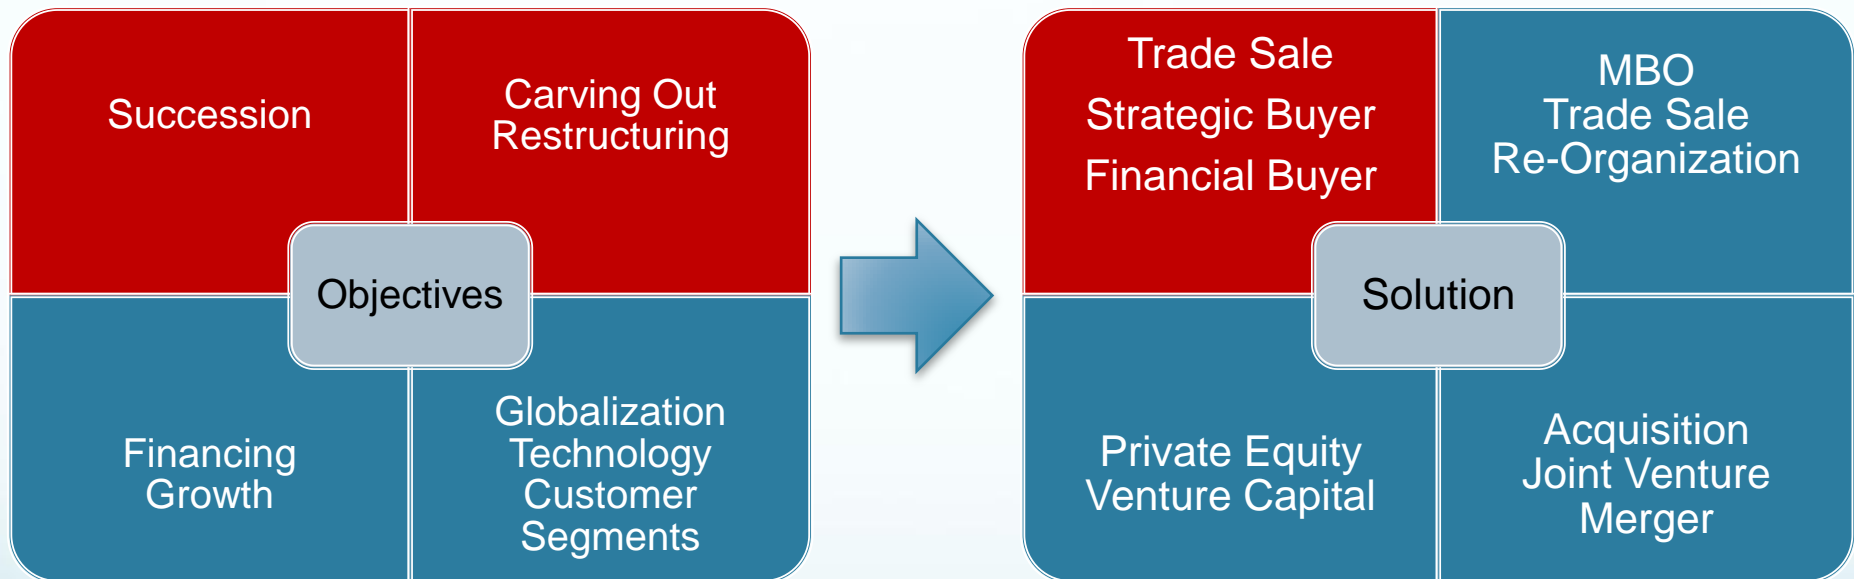 Succession
Carving Out
Restructuring
Objectives
Financing
Growth
Globalization
Technology
Customer
Segments
Trade Sale
Strategic Buyer
Financial Buyer
MBO
Trade Sale
Re-Organization
Solution
Private Equity
Venture Capital
Acquisition
Joint Venture
Merger